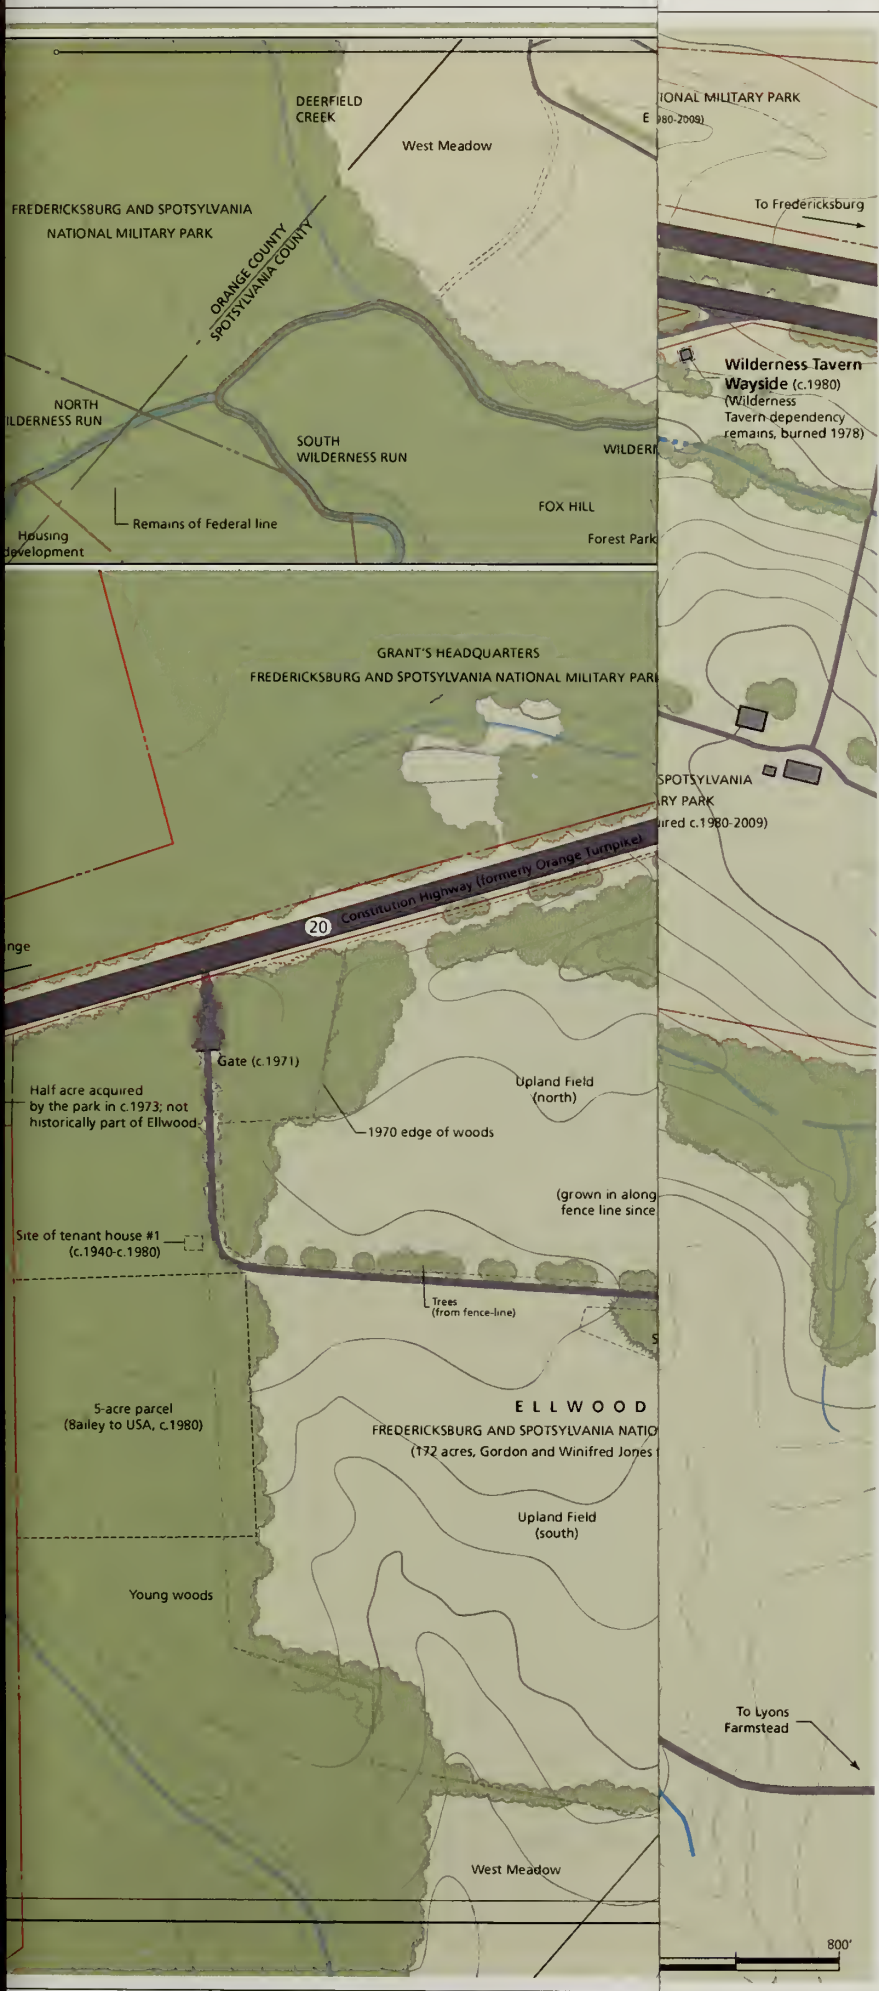 DEERFIELD
CREEK
West Meadow
FREDERICKSBURG AND SPOTSYLVANIA
NATIONAL MILITARY PARK
ORANGE COUNTY
SPOTSYLVANIA COUNTY
NORTH
ILDERNESS RUN
SOUTH
WILDERNESS RUN
WILDERN
FOX HILL
Forest Park
Remains of Federal line
Housing
development
IONAL MILITARY PARK
E 980-2009)
To Fredericksburg
Wilderness Tavern
Wayside (c.1980)
(Wilderness
Tavern dependency
remains, burned 1978)
GRANT'S HEADQUARTERS
FREDERICKSBURG AND SPOTSYLVANIA NATIONAL MILITARY PARK
SPOTSYLVANIA
ARY PARK
ired c.1980-2009)
20 Constitution Highway (formerly Orange Turnpike)
nge
Gate (c.1971)
Half acre acquired
by the park in c.1973; not
historically part of Ellwood
1970 edge of woods
Upland Field
(north)
(grown in along
fence line since
Site of tenant house #1
(c.1940-c.1980)
Trees
(from fence-line)
S
5-acre parcel
(Bailey to USA, c.1980)
ELLWOOD
FREDERICKSBURG AND SPOTSYLVANIA NATIO
(172 acres, Gordon and Winifred Jones
Upland Field
(south)
Young woods
To Lyons
Farmstead
West Meadow
800'